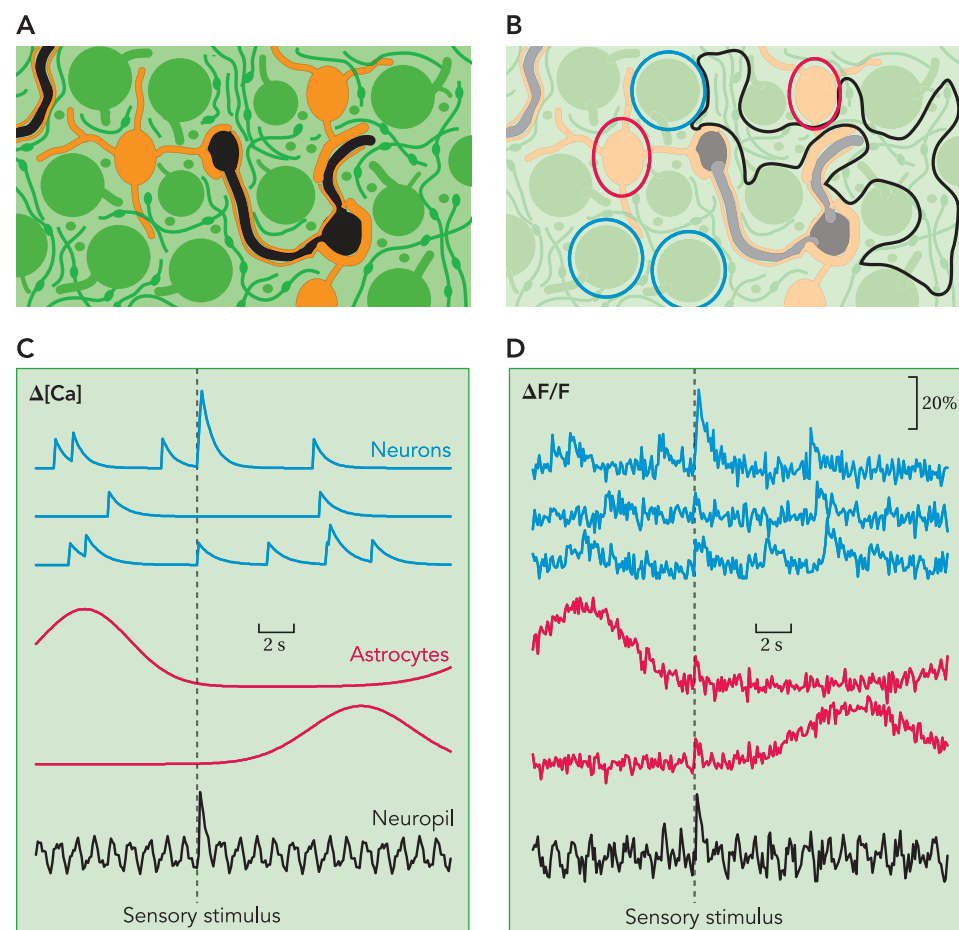 A
B
C
D
Δ[Ca]
Neurons
2 s
Astrocytes
Neuropil
Sensory stimulus
ΔF/F
20%
2 s
Sensory stimulus